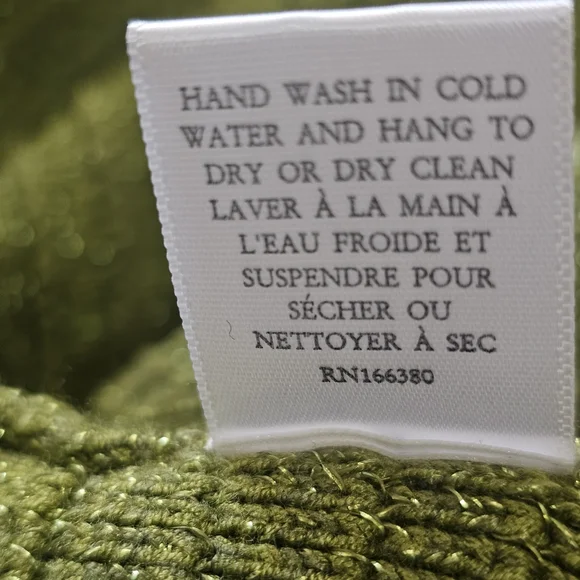 HAND WASH IN COLD
WATER AND HANG TO
DRY OR DRY CLEAN
LAVER À LA MAIN À
L'EAU FROIDE ET
SUSPENDRE POUR
SÉCHER OU
NETTOYER À SEC
RN166380